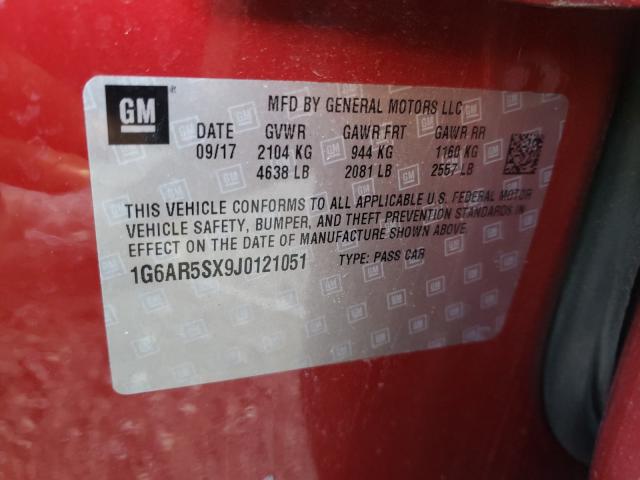 GM
MFD BY GENERAL MOTORS LLC
DATE GVWR GAWR FRT GAWR RR
09/17 2104 KG 944 KG 1160 KG
4638 LB 2081 LB 2557 LB
THIS VEHICLE CONFORMS TO ALL APPLICABLE U.S. FEDERAL MOTOR
VEHICLE SAFETY, BUMPER, AND THEFT PREVENTION STANDARDS IN
EFFECT ON THE DATE OF MANUFACTURE SHOWN ABOVE.
1G6AR5SX9J0121051 TYPE: PASS CAR